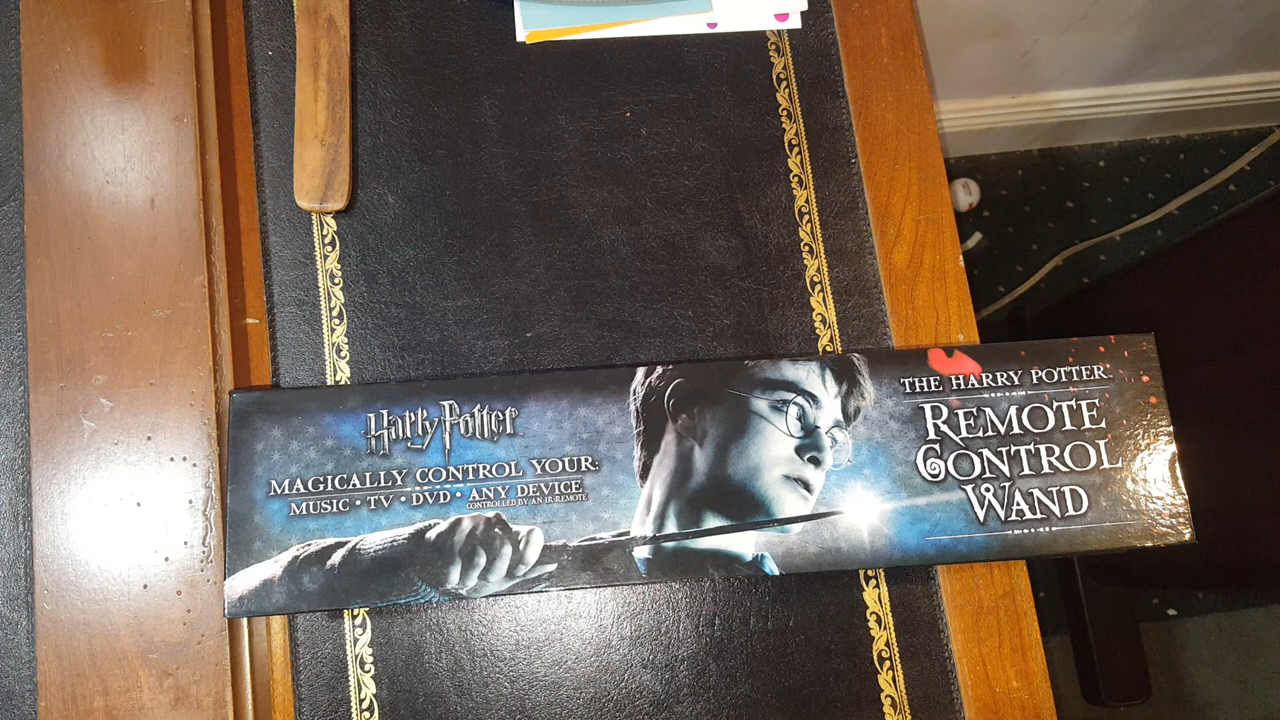 Harry Potter
MAGICALLY CONTROL YOUR:
MUSIC • TV • DVD • ANY DEVICE
CONTROLLED BY AN IR REMOTE
THE HARRY POTTER™
REMOTE
CONTROL
WAND